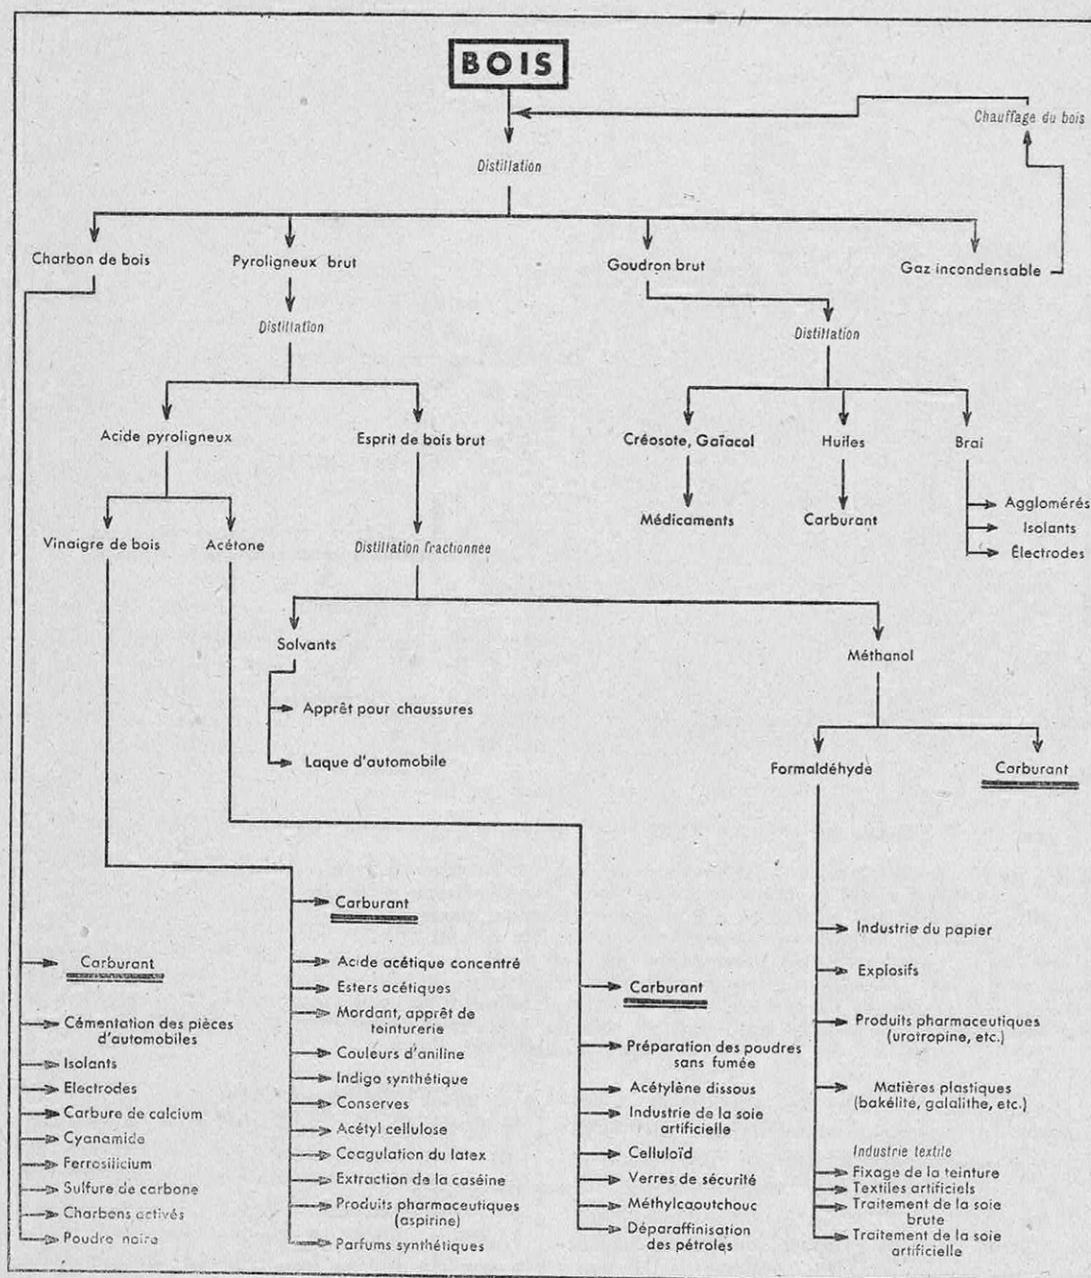 BOIS
Chauffage du bois
Distillation
Charbon de bois
Pyroligneux brut
Goudron brut
Gaz incondensable
Distillation
Distillation
Acide pyroligneux
Esprit de bois brut
Créosote, Gaïacol
Huiles
Brai
Médicaments
Carburant
Agglomérés
Isolants
Électrodes
Vinaigre de bois
Acétone
Distillation fractionnee
Solvants
Méthanol
Apprêt pour chaussures
Laque d'automobile
Formaldéhyde
Carburant
Carburant
Cémentation des pièces
d'automobiles
Isolants
Electrodes
Carbure de calcium
Cyanamide
Ferrosilicium
Sulfure de carbone
Charbons activés
Poudre noire
Carburant
Acide acétique concentré
Esters acétiques
Mordant, apprêt de
teinturerie
Couleurs d'aniline
Indigo synthétique
Conserves
Acétyl cellulose
Coagulation du latex
Extraction de la caséine
Produits pharmaceutiques
(aspirine)
Parfums synthétiques
Carburant
Préparation des poudres
sans fumée
Acétylène dissous
Industrie de la soie
artificielle
Celluloïd
Verres de sécurité
Méthylcaoutchouc
Déparaffinisation
des pétroles
Industrie du papier
Explosifs
Produits pharmaceutiques
(urotropine, etc.)
Matières plastiques
(bakélite, galalithe, etc.)
Industrie textile
Fixage de la teinture
Textiles artificiels
Traitement de la soie
brute
Traitement de la soie
artificielle